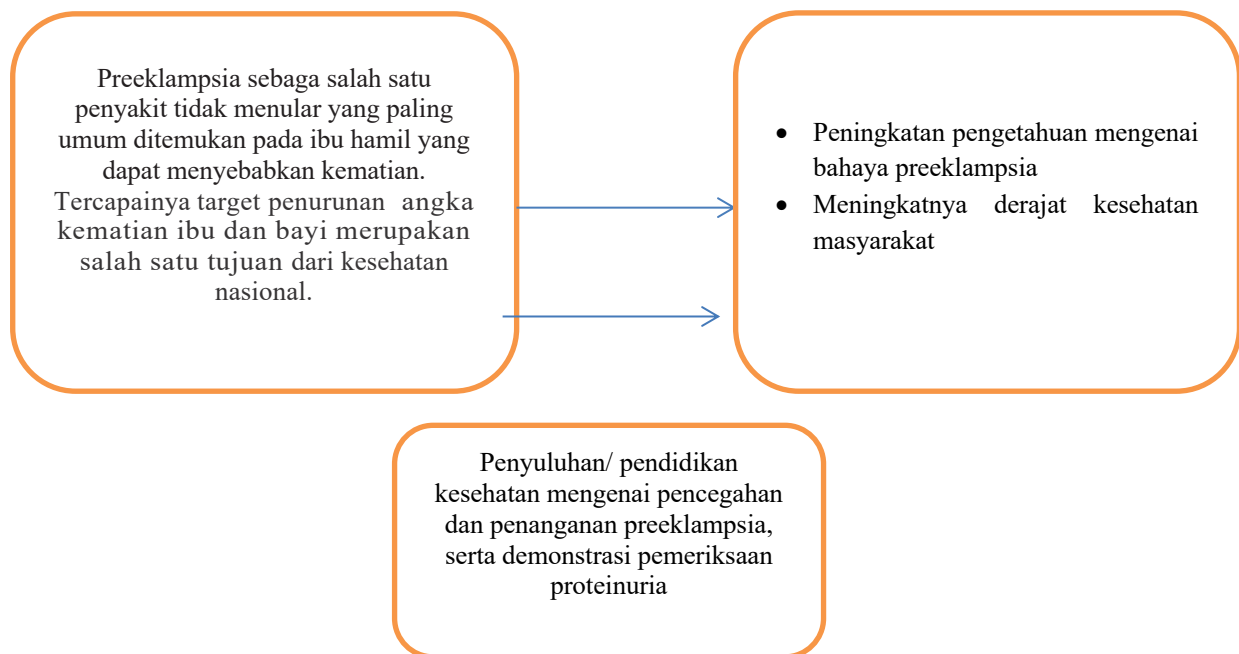 Preeklampsia sebaga salah satu
penyakit tidak menular yang paling
umum ditemukan pada ibu hamil yang
dapat menyebabkan kematian.
Tercapainya target penurunan angka
kematian ibu dan bayi merupakan
salah satu tujuan dari kesehatan
nasional.
• Peningkatan pengetahuan mengenai
bahaya preeklampsia
• Meningkatnya derajat kesehatan
masyarakat
Penyuluhan/ pendidikan
kesehatan mengenai pencegahan
dan penanganan preeklampsia,
serta demonstrasi pemeriksaan
proteinuria